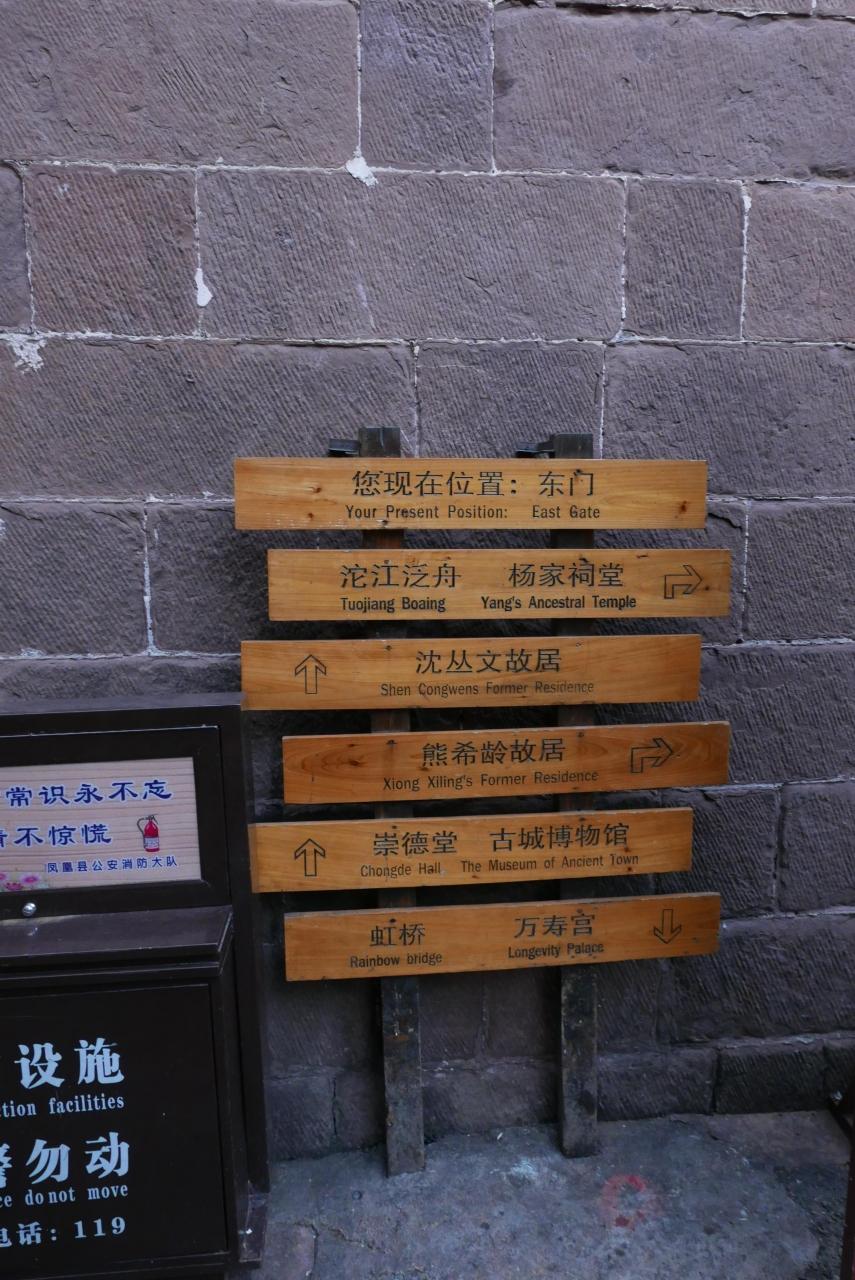 您现在位置：东门
Your Present Position: East Gate
沱江泛舟 杨家祠堂
Tuojiang Boaing Yang's Ancestral Temple
沈丛文故居
Shen Congwens Former Residence
熊希龄故居
Xiong Xiling's Former Residence
崇德堂 古城博物馆
Chongde Hall The Museum of Ancient Town
虹桥 万寿宫
Rainbow bridge Longevity Palace
常识永不忘
不惊慌
凤凰县公安消防大队
设施
tion facilities
勿动
ce do not move
电话：119